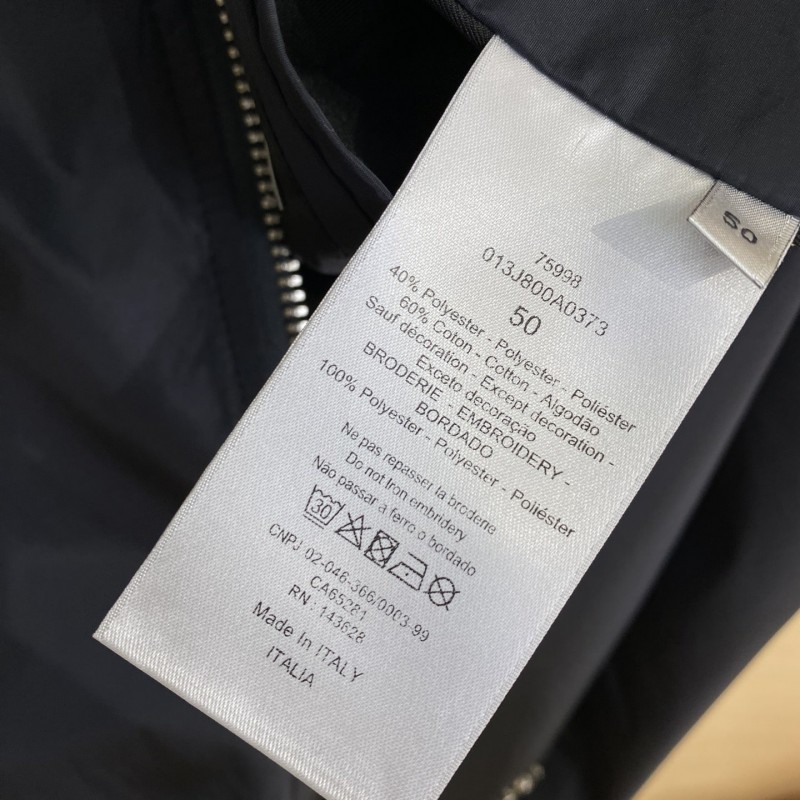 75998
013J800A0373
50
40% Polyester - Polyester - Poliéster
60% Coton - Cotton - Algodão
Sauf décoration - Except decoration -
Exceto decoração
BRODERIE - EMBROIDERY -
BORDADO
100% Polyester - Polyester - Poliéster
Ne pas repasser la broderie
Do not Iron embridery
Não passar a ferro o bordado
30
CNPJ 02-046-366/0003-99
CA65281
RN : 143628
Made In ITALY
ITALIA
50